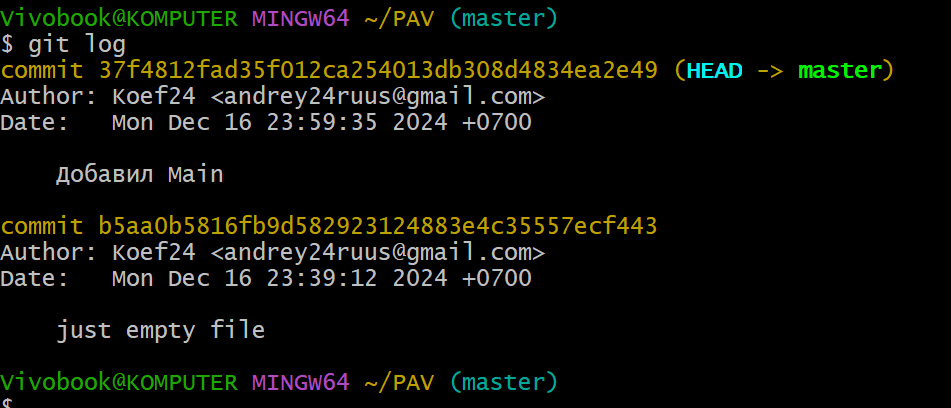 Vivobook@KOMPUTER MINGW64 ~/PAV (master)
$ git log
commit 37f4812fad35f012ca254013db308d4834ea2e49 (HEAD -> master)
Author: Koef24 <andrey24ruus@gmail.com>
Date:   Mon Dec 16 23:59:35 2024 +0700
Добавил Main
commit b5aa0b5816fb9d582923124883e4c35557ecf443
Author: Koef24 <andrey24ruus@gmail.com>
Date:   Mon Dec 16 23:39:12 2024 +0700
just empty file
Vivobook@KOMPUTER MINGW64 ~/PAV (master)
$